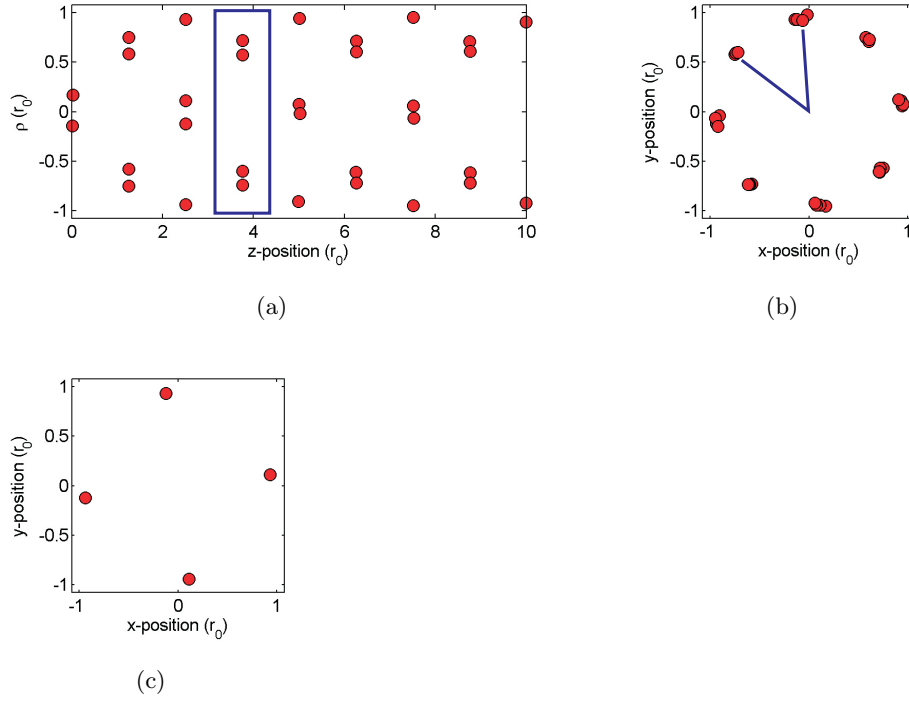 1
0.5
0
-0.5
-1
ρ (r₀)
0 2 4 6 8 10
z-position (r₀)
(a)
1
0.5
0
-0.5
-1
y-position (r₀)
-1 0 1
x-position (r₀)
(b)
1
0.5
0
-0.5
-1
y-position (r₀)
-1 0 1
x-position (r₀)
(c)